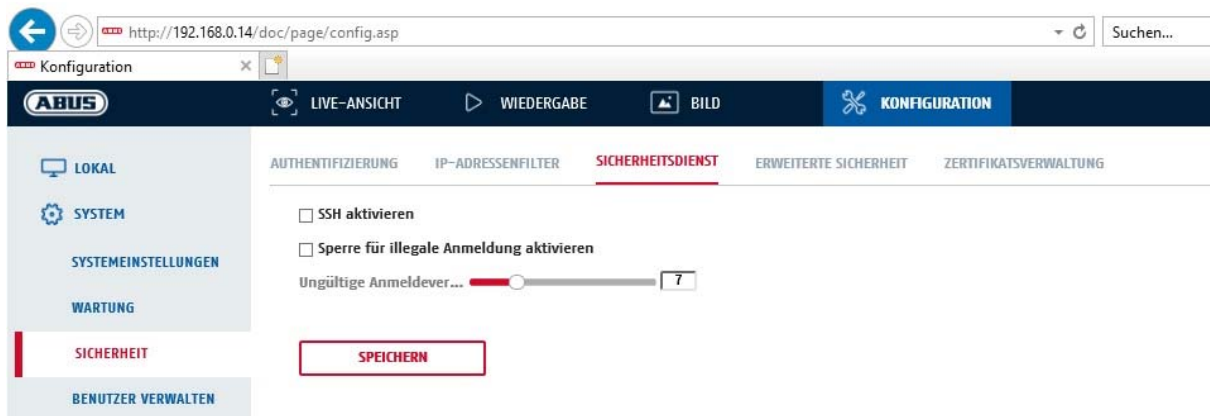 http://192.168.0.14/doc/page/config.asp
Suchen...
Konfiguration
ABUS
LIVE-ANSICHT
WIEDERGABE
BILD
KONFIGURATION
LOKAL
SYSTEM
SYSTEMEINSTELLUNGEN
WARTUNG
SICHERHEIT
BENUTZER VERWALTEN
AUTHENTIFIZIERUNG
IP-ADRESSENFILTER
SICHERHEITSDIENST
ERWEITERTE SICHERHEIT
ZERTIFIKATSVERWALTUNG
SSH aktivieren
Sperre für illegale Anmeldung aktivieren
Ungültige Anmeldever... 7
SPEICHERN